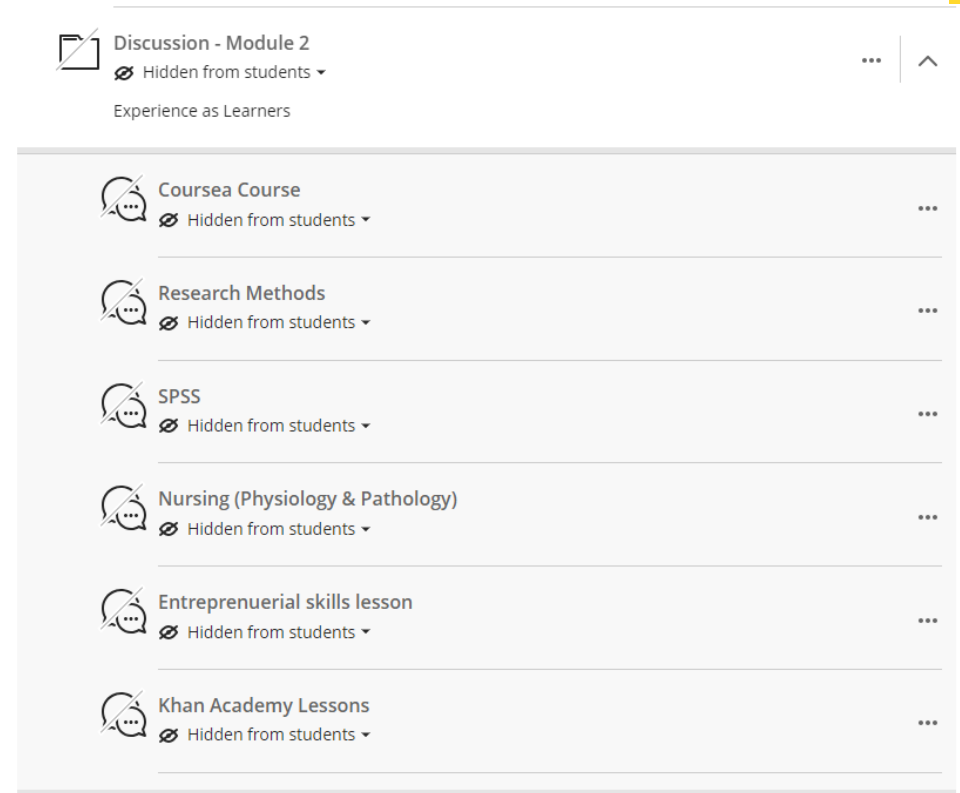 Discussion - Module 2
Hidden from students
Experience as Learners
Coursea Course
Hidden from students
Research Methods
Hidden from students
SPSS
Hidden from students
Nursing (Physiology & Pathology)
Hidden from students
Entreprenuerial skills lesson
Hidden from students
Khan Academy Lessons
Hidden from students